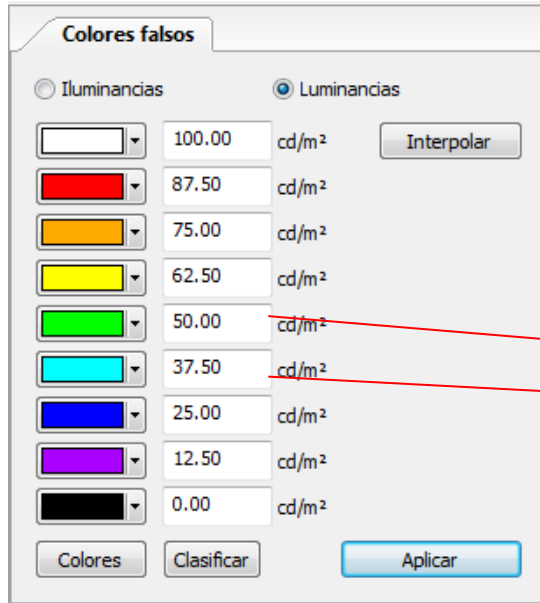 Colores falsos
Iluminancias Luminancias
100.00 cd/m² Interpolar
87.50 cd/m²
75.00 cd/m²
62.50 cd/m²
50.00 cd/m²
37.50 cd/m²
25.00 cd/m²
12.50 cd/m²
0.00 cd/m²
Colores Clasificar Aplicar